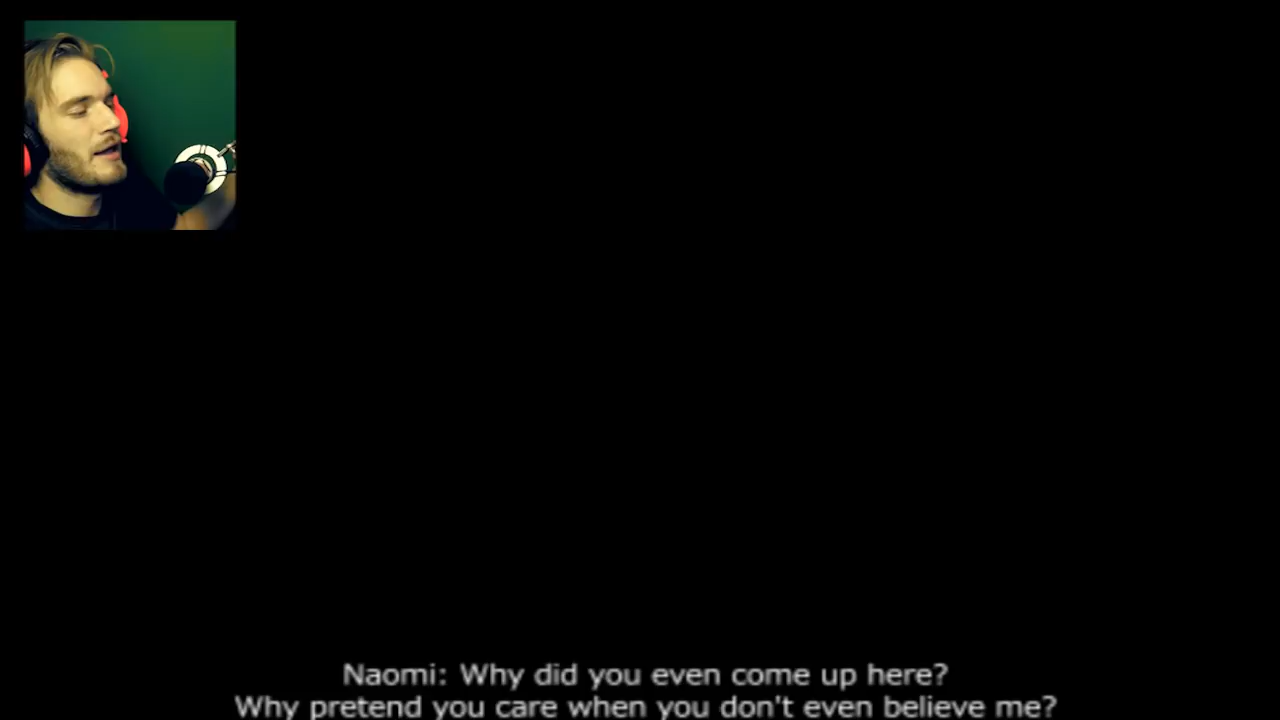 Naomi: Why did you even come up here?
Why pretend you care when you don't even believe me?